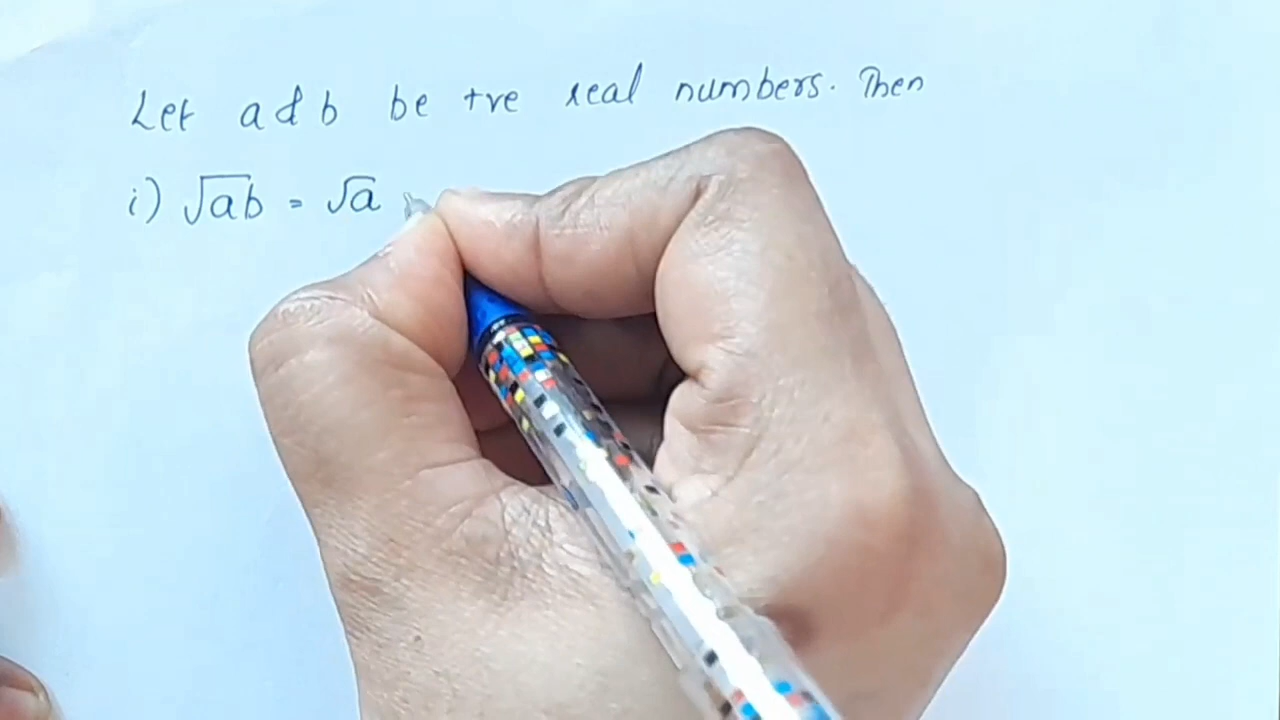 Let a & b be +ve real numbers. Then
i) √ab = √a